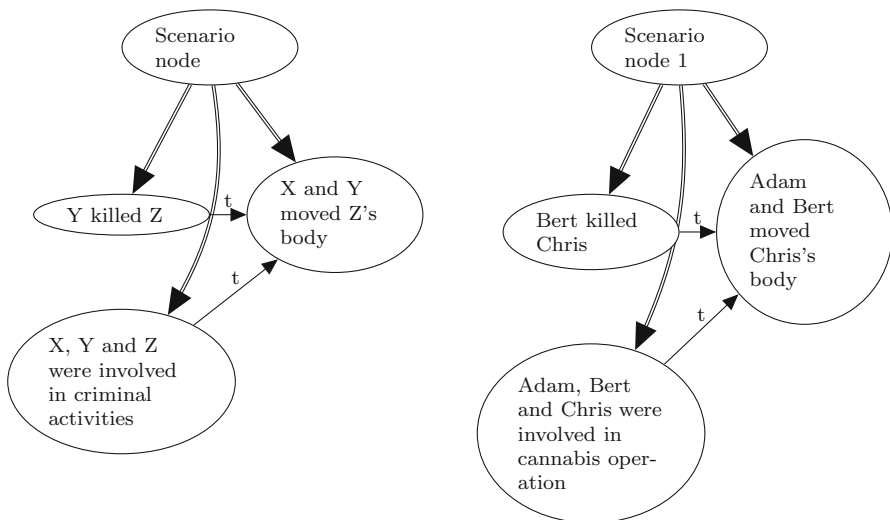 Scenario
node
Y killed Z
t
X and Y
moved Z's
body
t
X, Y and Z
were involved
in criminal
activities
Scenario
node 1
Bert killed
Chris
t
Adam
and Bert
moved
Chris's
body
t
Adam, Bert
and Chris were
involved in
cannabis oper-
ation